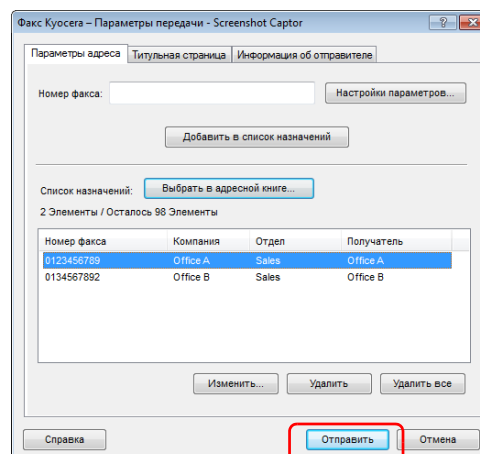 Факс Kyocera – Параметры передачи - Screenshot Captor
Параметры адреса Титульная страница Информация об отправителе
Номер факса: Настройки параметров...
Добавить в список назначений
Список назначений: Выбрать в адресной книге...
2 Элементы / Осталось 98 Элементы
Номер факса Компания Отдел Получатель
0123456789 Office A Sales Office A
0134567892 Office B Sales Office B
Изменить... Удалить Удалить все
Справка Отправить Отмена